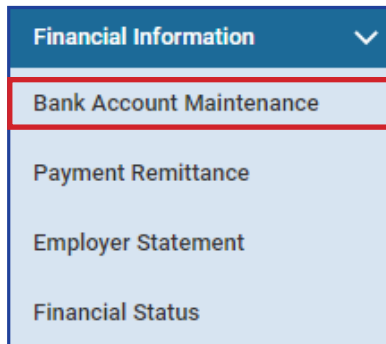 Financial Information
Bank Account Maintenance
Payment Remittance
Employer Statement
Financial Status